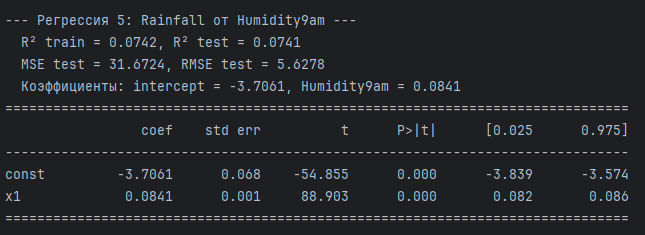 --- Регрессия 5: Rainfall от Humidity9am ---
R² train = 0.0742, R² test = 0.0741
MSE test = 31.6724, RMSE test = 5.6278
Коэффициенты: intercept = -3.7061, Humidity9am = 0.0841
==============================================================================
coef std err t P>|t| [0.025 0.975]
------------------------------------------------------------------------------
const -3.7061 0.068 -54.855 0.000 -3.839 -3.574
x1 0.0841 0.001 88.903 0.000 0.082 0.086
==============================================================================